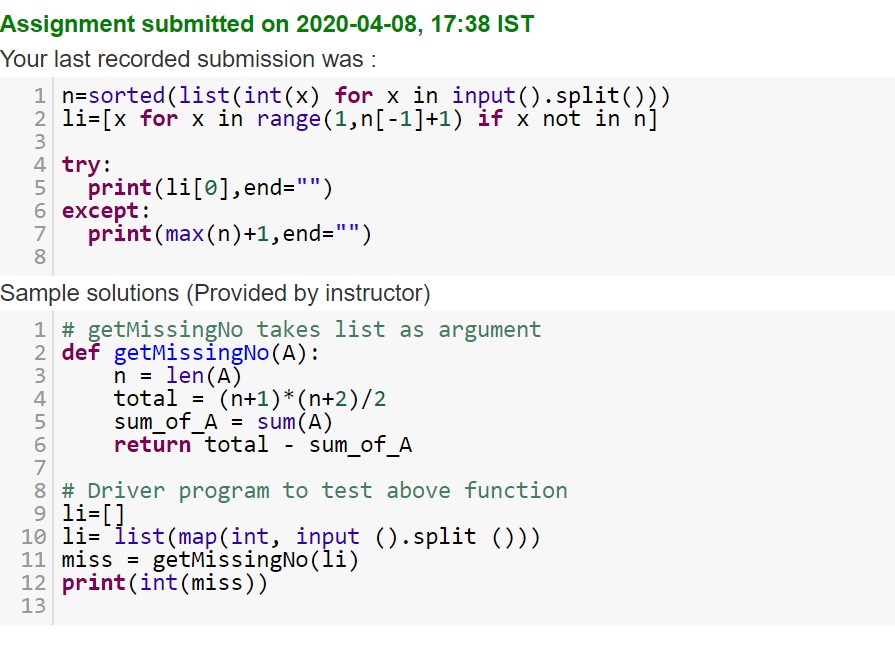 Assignment submitted on 2020-04-08, 17:38 IST
Your last recorded submission was :
1 n=sorted(list(int(x) for x in input().split()))
2 li=[x for x in range(1,n[-1]+1) if x not in n]
3
4 try:
5   print(li[0],end="")
6 except:
7   print(max(n)+1,end="")
8
Sample solutions (Provided by instructor)
1 # getMissingNo takes list as argument
2 def getMissingNo(A):
3     n = len(A)
4     total = (n+1)*(n+2)/2
5     sum_of_A = sum(A)
6     return total - sum_of_A
7
8 # Driver program to test above function
9 li=[]
10 li= list(map(int, input ().split ()))
11 miss = getMissingNo(li)
12 print(int(miss))
13